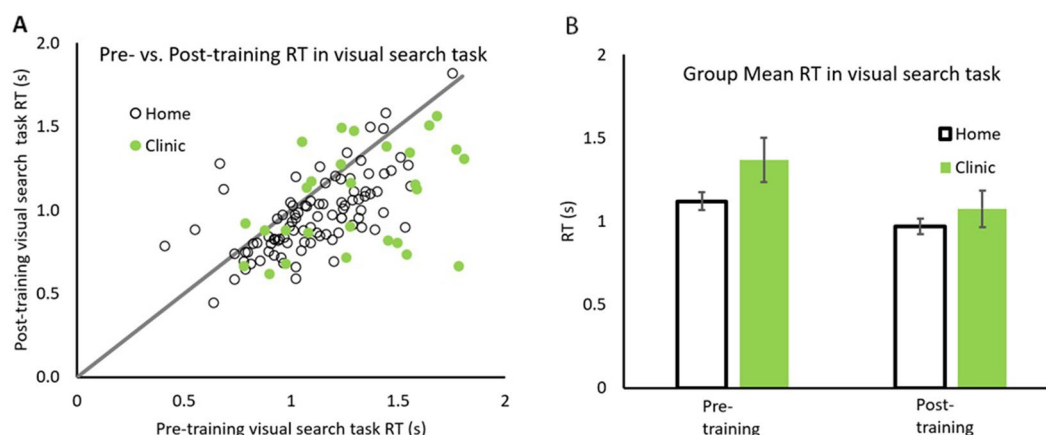 A
Pre- vs. Post-training RT in visual search task
Home
Clinic
Post-training visual search task RT (s)
2.0
1.5
1.0
0.5
0.0
0
0.5
1
1.5
2
Pre-training visual search task RT (s)
B
Group Mean RT in visual search task
Home
Clinic
RT (s)
2
1.5
1
0.5
0
Pre-
training
Post-
training